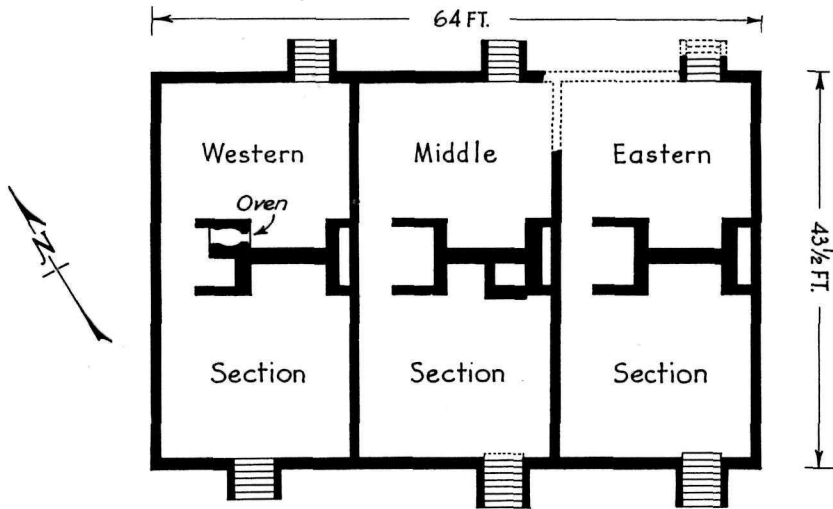 64 FT.
Western
Middle
Eastern
Oven
N
43½ FT.
Section
Section
Section